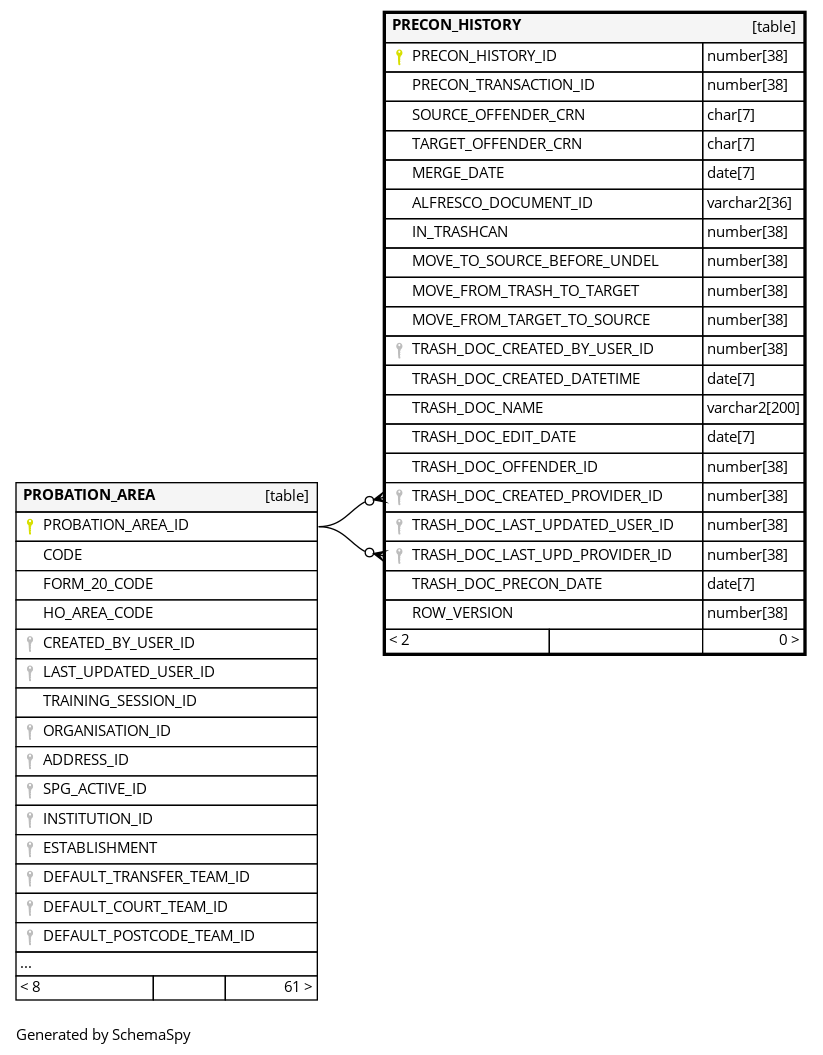 PRECON_HISTORY [table]
PRECON_HISTORY_ID number[38]
PRECON_TRANSACTION_ID number[38]
SOURCE_OFFENDER_CRN char[7]
TARGET_OFFENDER_CRN char[7]
MERGE_DATE date[7]
ALFRESCO_DOCUMENT_ID varchar2[36]
IN_TRASHCAN number[38]
MOVE_TO_SOURCE_BEFORE_UNDEL number[38]
MOVE_FROM_TRASH_TO_TARGET number[38]
MOVE_FROM_TARGET_TO_SOURCE number[38]
TRASH_DOC_CREATED_BY_USER_ID number[38]
TRASH_DOC_CREATED_DATETIME date[7]
TRASH_DOC_NAME varchar2[200]
TRASH_DOC_EDIT_DATE date[7]
TRASH_DOC_OFFENDER_ID number[38]
TRASH_DOC_CREATED_PROVIDER_ID number[38]
TRASH_DOC_LAST_UPDATED_USER_ID number[38]
TRASH_DOC_LAST_UPD_PROVIDER_ID number[38]
TRASH_DOC_PRECON_DATE date[7]
ROW_VERSION number[38]
< 2 0 >
PROBATION_AREA [table]
PROBATION_AREA_ID
CODE
FORM_20_CODE
HO_AREA_CODE
CREATED_BY_USER_ID
LAST_UPDATED_USER_ID
TRAINING_SESSION_ID
ORGANISATION_ID
ADDRESS_ID
SPG_ACTIVE_ID
INSTITUTION_ID
ESTABLISHMENT
DEFAULT_TRANSFER_TEAM_ID
DEFAULT_COURT_TEAM_ID
DEFAULT_POSTCODE_TEAM_ID
...
< 8 61 >
Generated by SchemaSpy